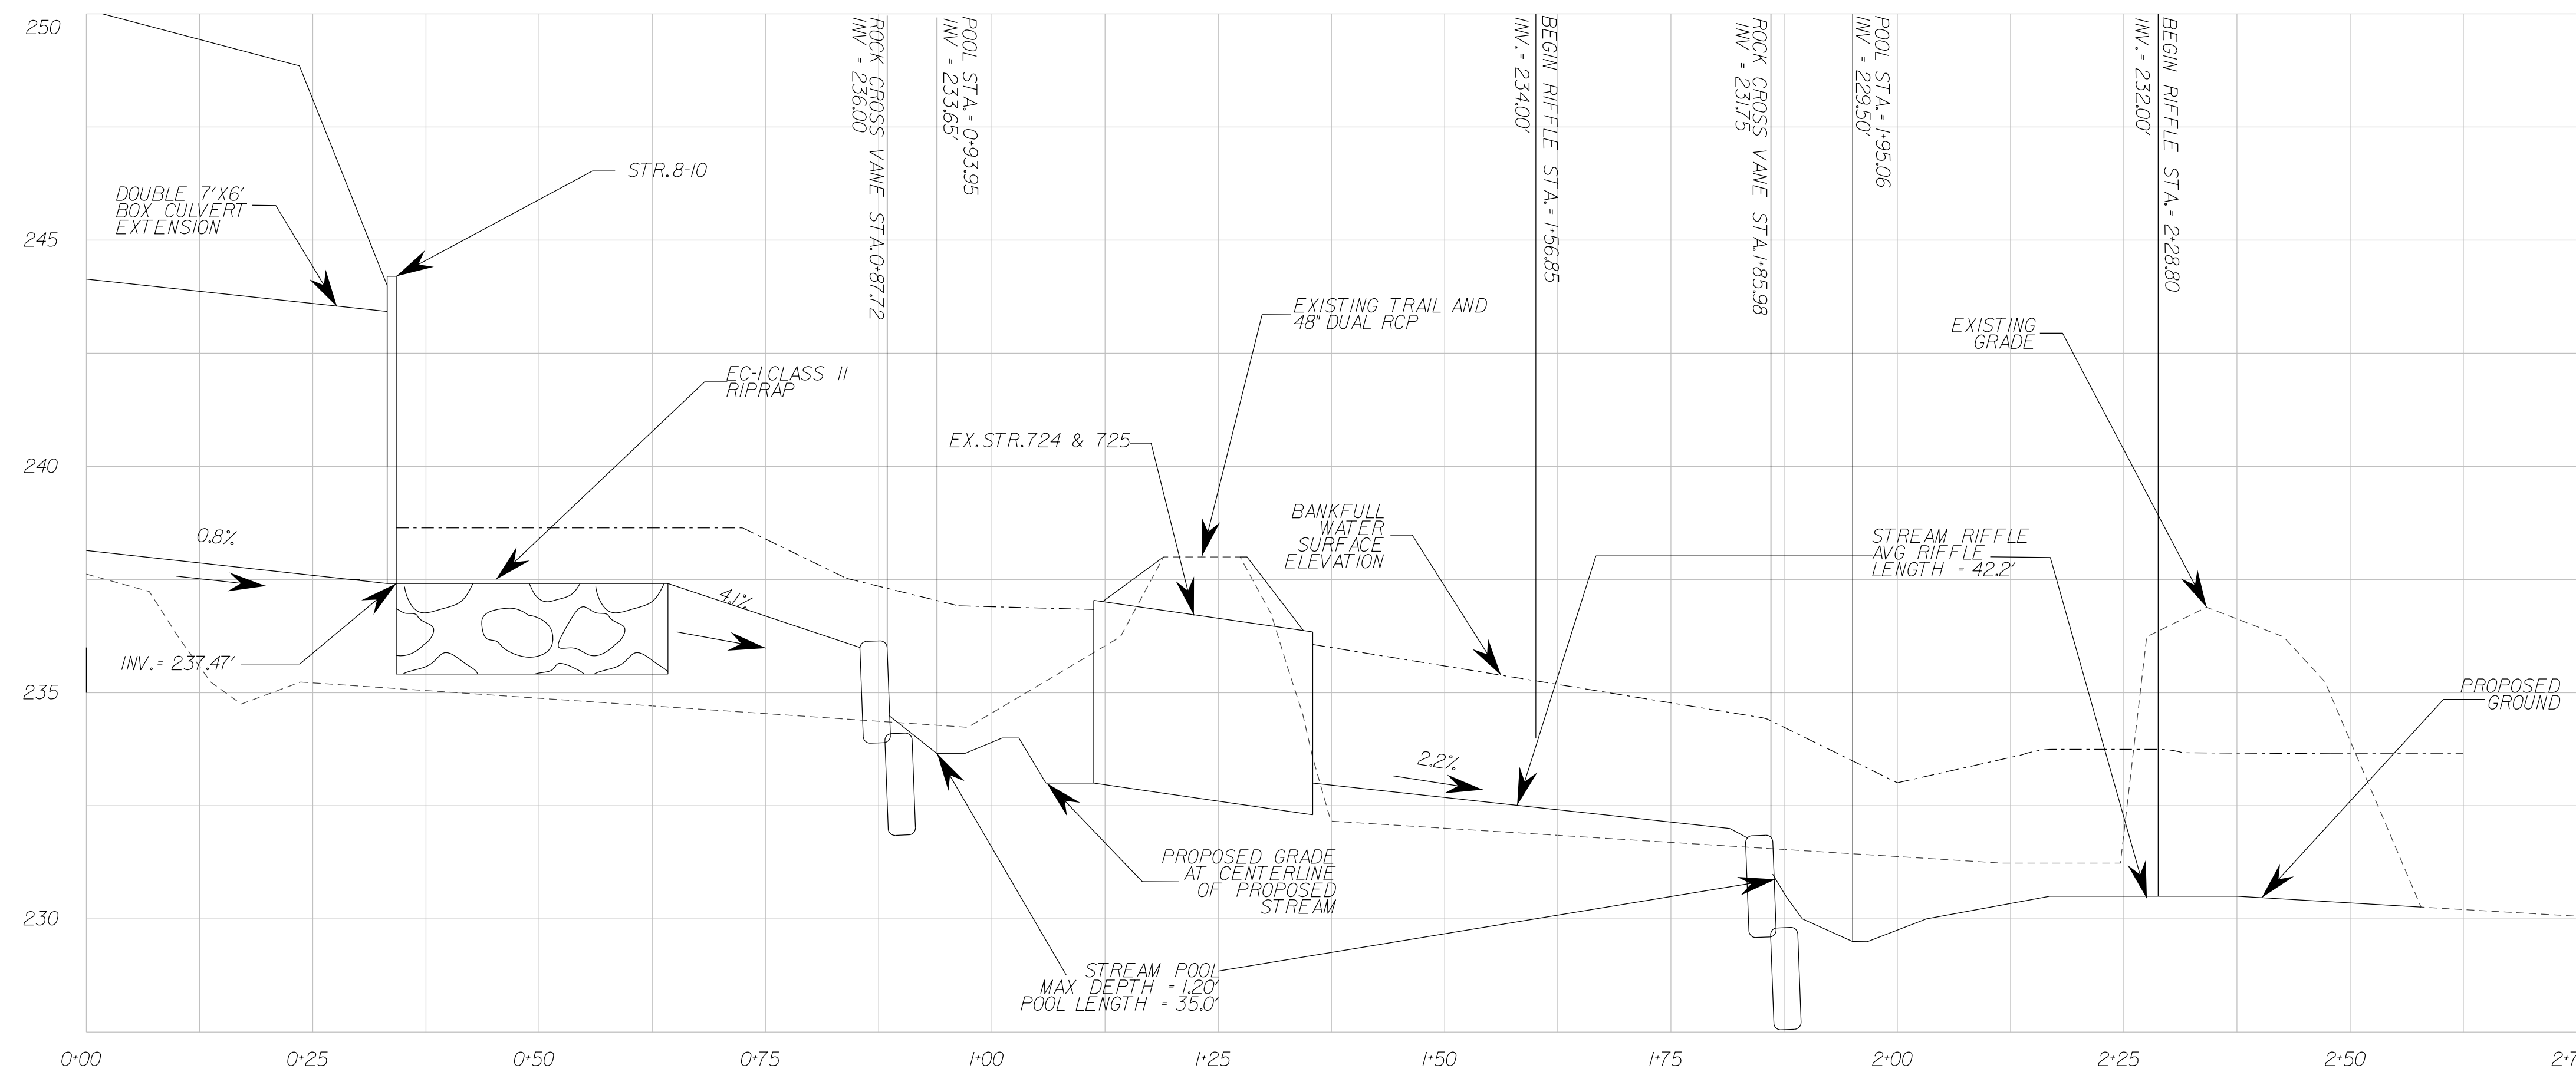 250
245
240
235
230
ROCK CROSS VANE STA.0+87.72
INV = 236.00
POOL STA.= 0+93.95
INV = 233.65'
BEGIN RIFFLE STA.= 1+56.85
INV.= 234.00'
ROCK CROSS VANE STA.1+85.98
INV = 231.75
POOL STA.= 1+95.06
INV = 229.50'
BEGIN RIFFLE STA.= 2+28.80
INV.= 232.00'
STR.8-10
DOUBLE 7'X6'
BOX CULVERT
EXTENSION
EXISTING TRAIL AND
48" DUAL RCP
EXISTING
GRADE
EC-1 CLASS II
RIPRAP
EX.STR.724 & 725
BANKFULL
WATER
SURFACE
ELEVATION
STREAM RIFFLE
AVG RIFFLE
LENGTH = 42.2'
0.8%
4.1%
INV.= 237.47'
2.2%
PROPOSED
GROUND
PROPOSED GRADE
AT CENTERLINE
OF PROPOSED
STREAM
STREAM POOL
MAX DEPTH = 1.20'
POOL LENGTH = 35.0'
0+00
0+25
0+50
0+75
1+00
1+25
1+50
1+75
2+00
2+25
2+50